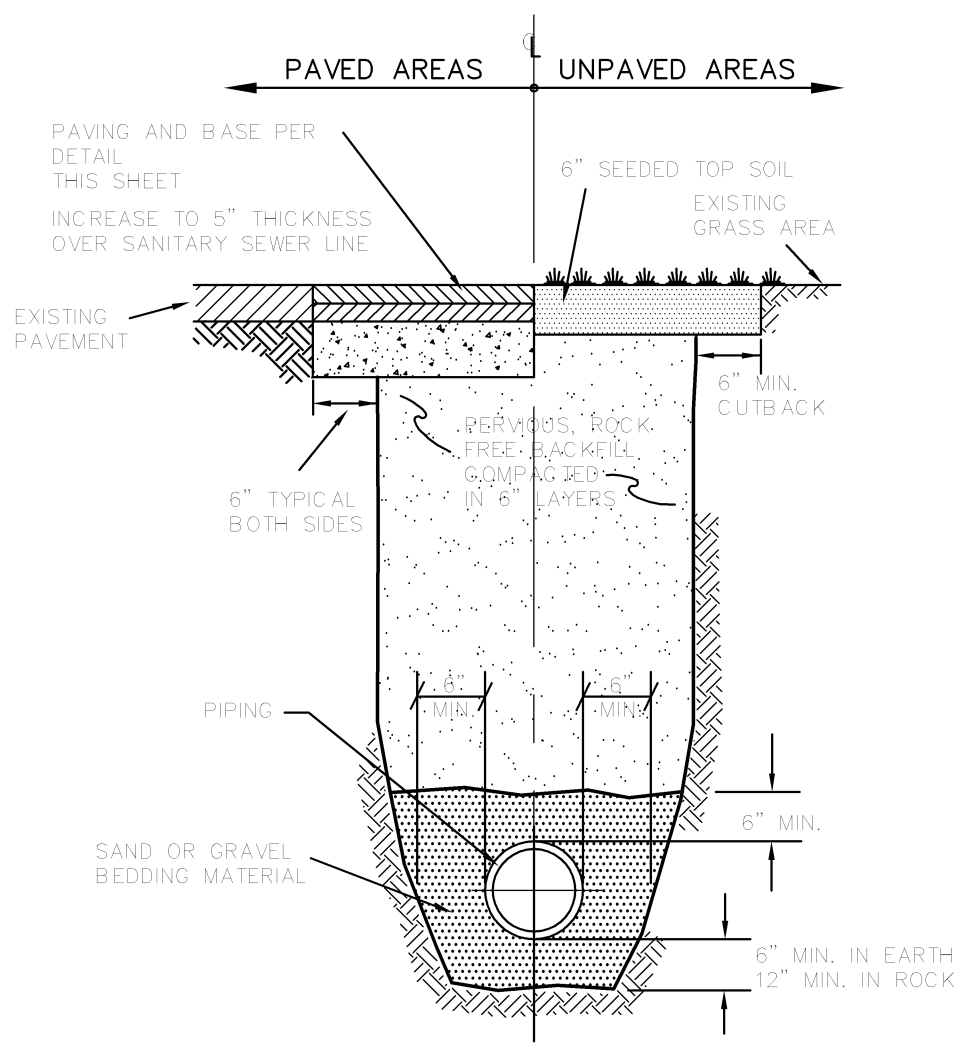 ℄
PAVED AREAS
UNPAVED AREAS
PAVING AND BASE PER
DETAIL
THIS SHEET
INCREASE TO 5" THICKNESS
OVER SANITARY SEWER LINE
6" SEEDED TOP SOIL
EXISTING
GRASS AREA
EXISTING
PAVEMENT
6" MIN.
CUTBACK
PERVIOUS, ROCK
FREE BACKFILL
COMPACTED
IN 6" LAYERS
6" TYPICAL
BOTH SIDES
6"
MIN.
6"
MIN.
PIPING
6" MIN.
SAND OR GRAVEL
BEDDING MATERIAL
6" MIN. IN EARTH
12" MIN. IN ROCK